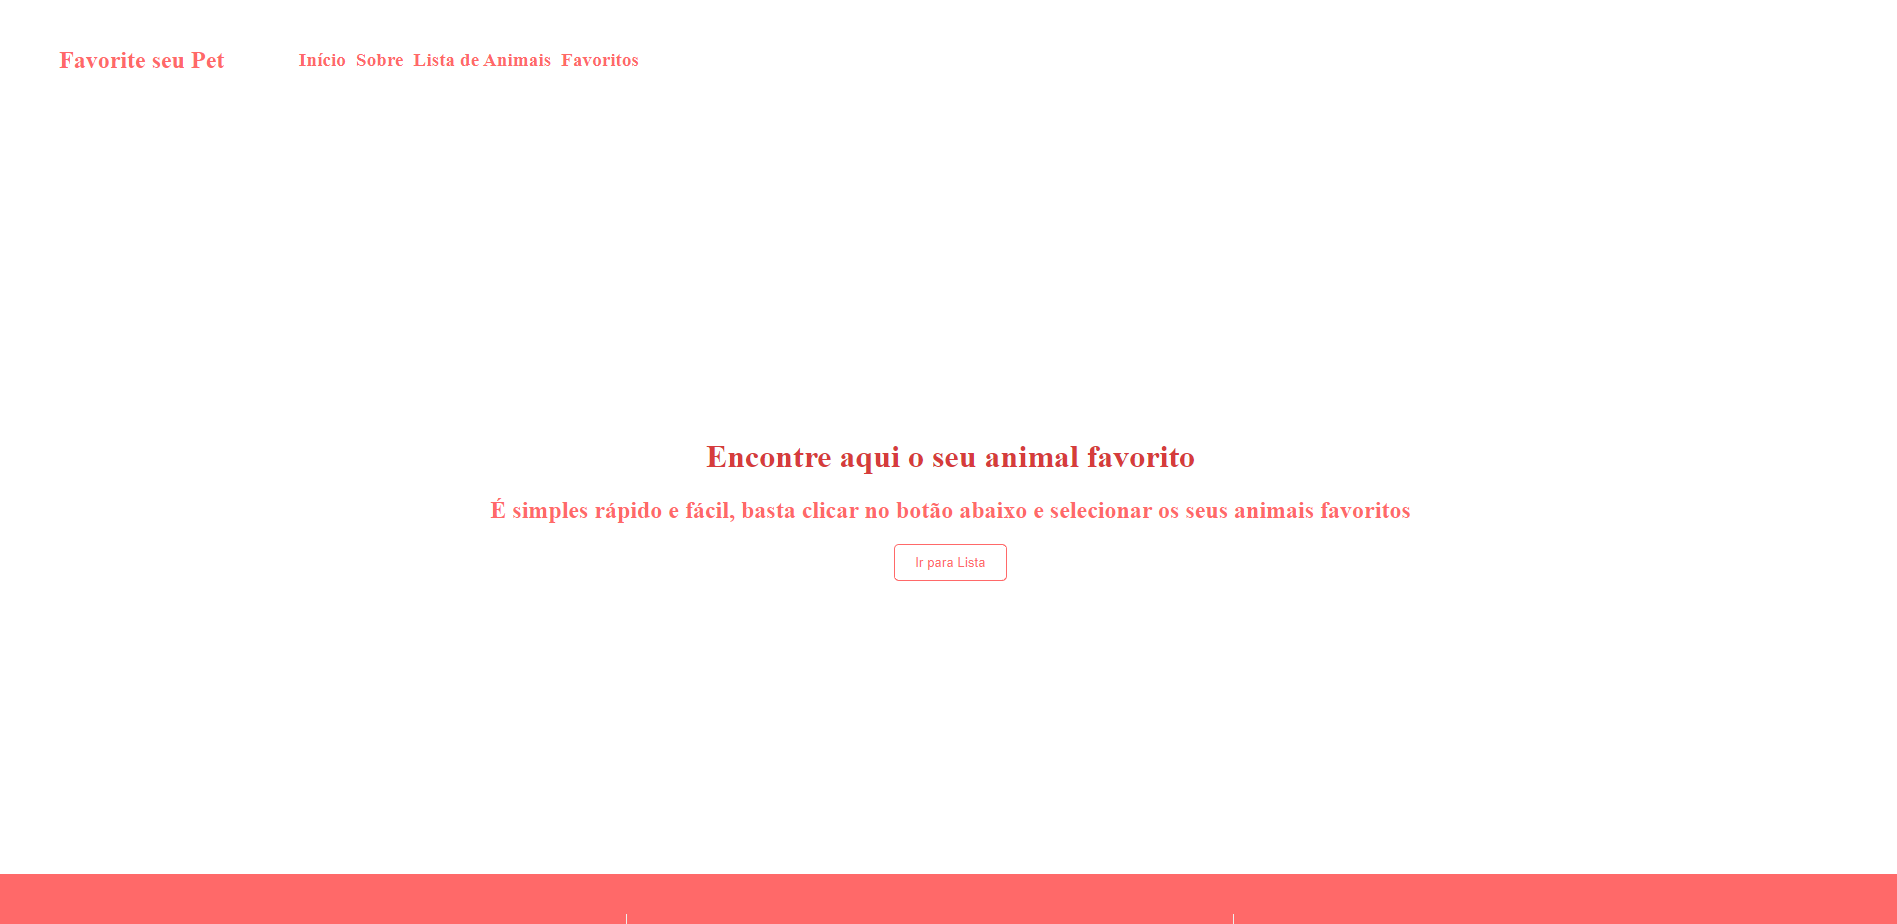 Favorite seu Pet
Início Sobre Lista de Animais Favoritos
Encontre aqui o seu animal favorito
É simples rápido e fácil, basta clicar no botão abaixo e selecionar os seus animais favoritos
Ir para Lista